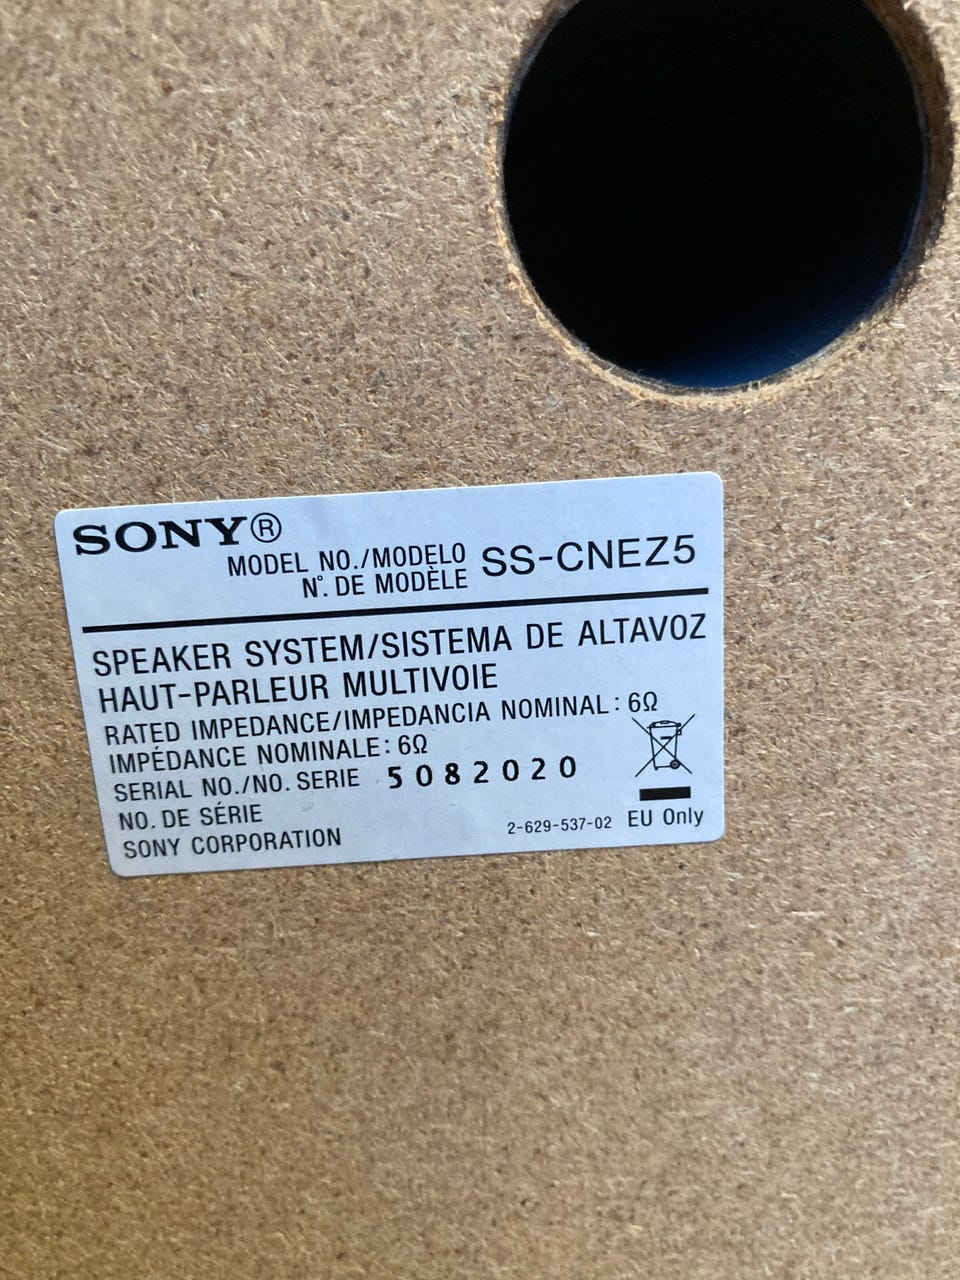 SONY®
MODEL NO./MODELO
N°. DE MODÈLE
SS-CNEZ5
SPEAKER SYSTEM/SISTEMA DE ALTAVOZ
HAUT-PARLEUR MULTIVOIE
RATED IMPEDANCE/IMPEDANCIA NOMINAL : 6Ω
IMPÉDANCE NOMINALE: 6Ω
SERIAL NO./NO. SERIE 5082020
NO. DE SÉRIE
SONY CORPORATION
2-629-537-02
EU Only